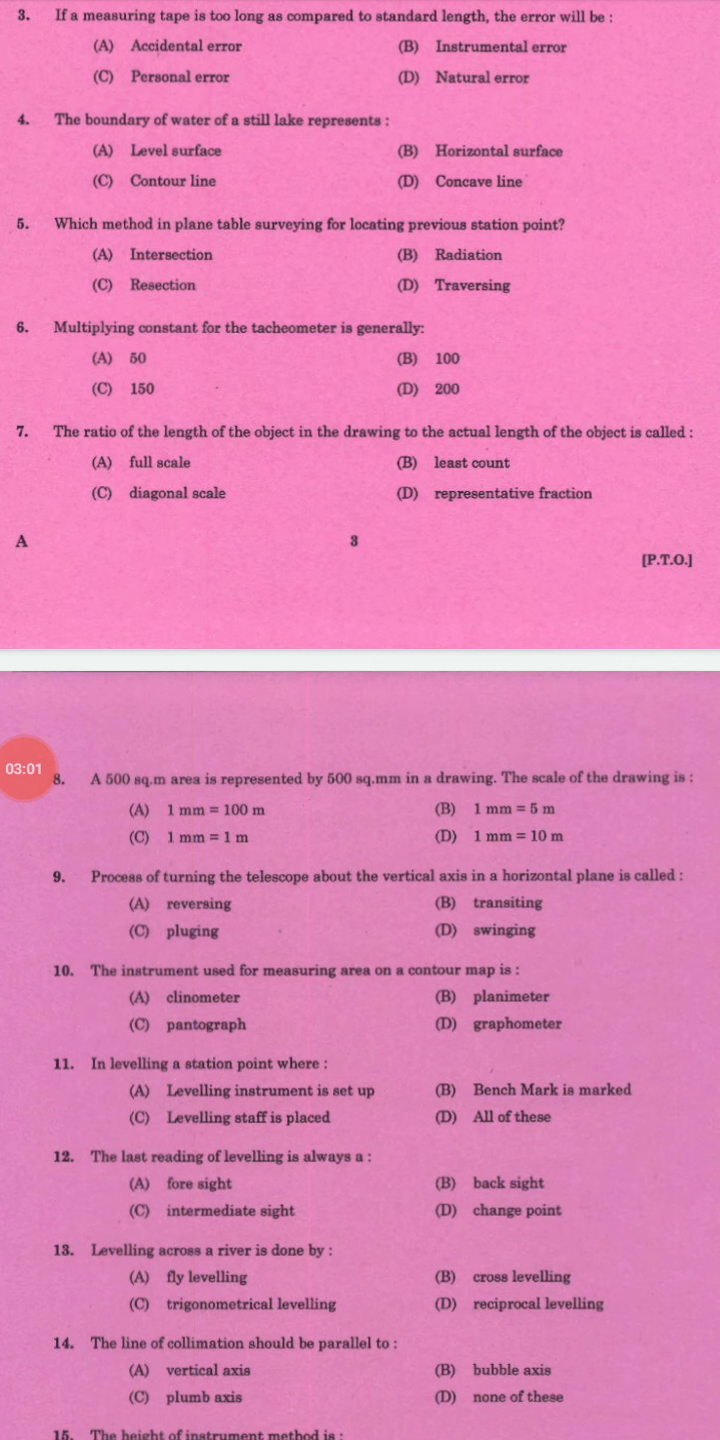 3. If a measuring tape is too long as compared to standard length, the error will be :
(A) Accidental error (B) Instrumental error
(C) Personal error (D) Natural error
4. The boundary of water of a still lake represents :
(A) Level surface (B) Horizontal surface
(C) Contour line (D) Concave line
5. Which method in plane table surveying for locating previous station point?
(A) Intersection (B) Radiation
(C) Resection (D) Traversing
6. Multiplying constant for the tacheometer is generally:
(A) 50 (B) 100
(C) 150 (D) 200
7. The ratio of the length of the object in the drawing to the actual length of the object is called :
(A) full scale (B) least count
(C) diagonal scale (D) representative fraction
A 3
[P.T.O.]
03:01
8. A 500 sq.m area is represented by 500 sq.mm in a drawing. The scale of the drawing is :
(A) 1 mm = 100 m (B) 1 mm = 5 m
(C) 1 mm = 1 m (D) 1 mm = 10 m
9. Process of turning the telescope about the vertical axis in a horizontal plane is called :
(A) reversing (B) transiting
(C) pluging (D) swinging
10. The instrument used for measuring area on a contour map is :
(A) clinometer (B) planimeter
(C) pantograph (D) graphometer
11. In levelling a station point where :
(A) Levelling instrument is set up (B) Bench Mark is marked
(C) Levelling staff is placed (D) All of these
12. The last reading of levelling is always a :
(A) fore sight (B) back sight
(C) intermediate sight (D) change point
13. Levelling across a river is done by :
(A) fly levelling (B) cross levelling
(C) trigonometrical levelling (D) reciprocal levelling
14. The line of collimation should be parallel to :
(A) vertical axis (B) bubble axis
(C) plumb axis (D) none of these
15. The height of instrument method is :